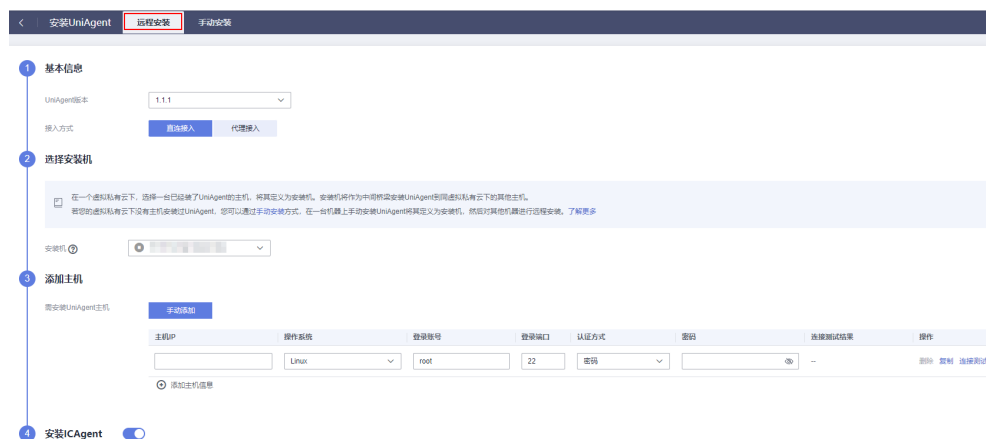 安装UniAgent 远程安装 手动安装
1 基本信息
UniAgent版本 1.1.1
接入方式 直连接入 代理接入
2 选择安装机
在一个虚拟私有云下，选择一台已经装了UniAgent的主机，将其定义为安装机。安装机将作为中间桥梁安装UniAgent到同虚拟私有云下的其他主机。
若您的虚拟私有云下没有主机安装过UniAgent，您可以通过手动安装方式，在一台机器上手动安装UniAgent将其定义为安装机，然后对其他机器进行远程安装。了解更多
安装机
3 添加主机
需安装UniAgent主机 手动添加
主机IP 操作系统 登录账号 登录端口 认证方式 密码 连接测试结果 操作
Linux root 22 密码 -- 删除 复制 连接测试
添加主机信息
4 安装ICAgent